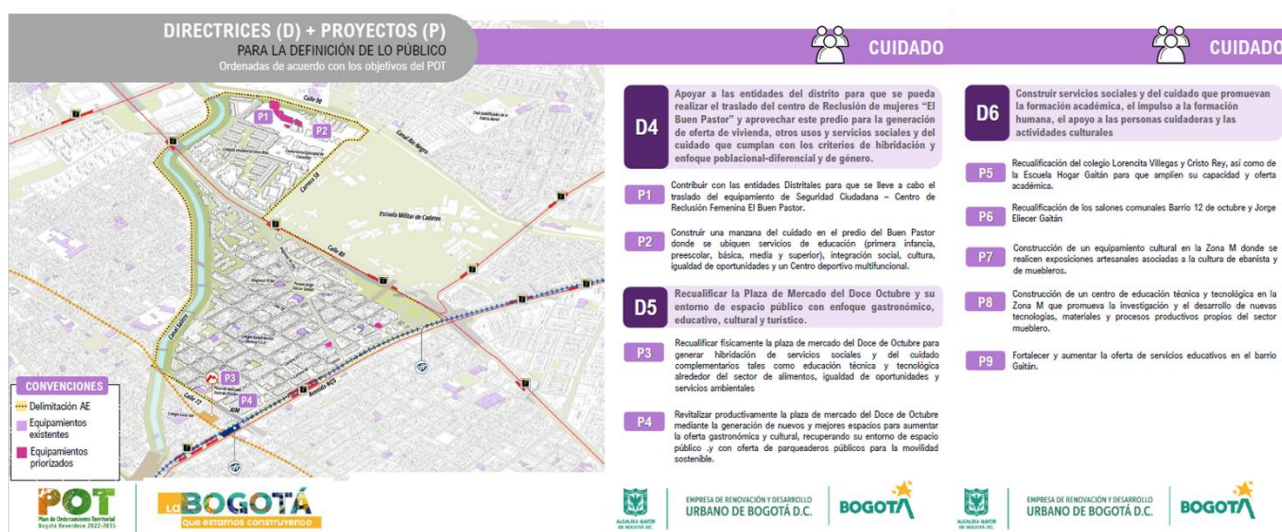 DIRECTRICES (D) + PROYECTOS (P)
PARA LA DEFINICIÓN DE LO PÚBLICO
Ordenadas de acuerdo con los objetivos del POT
Calle 90
P1
P2
Canal Río Negro
Carrera 58
Escuela Militar de Cadetes
Calle 80
Canal Salitre
P3
P4
Calle 72
Avenida NQS
CONVENCIONES
Delimitación AE
Equipamientos
existentes
Equipamientos
priorizados
POT
Plan de Ordenamiento Territorial
Bogotá Reverdece 2022-2035
La BOGOTÁ
que estamos construyendo
CUIDADO
D4
Apoyar a las entidades del distrito para que se pueda
realizar el traslado del centro de Reclusión de mujeres "El
Buen Pastor" y aprovechar este predio para la generación
de oferta de vivienda, otros usos y servicios sociales y del
cuidado que cumplan con los criterios de hibridación y
enfoque poblacional-diferencial y de género.
P1
Contribuir con las entidades Distritales para que se lleve a cabo el
traslado del equipamiento de Seguridad Ciudadana – Centro de
Reclusión Femenina El Buen Pastor.
P2
Construir una manzana del cuidado en el predio del Buen Pastor
donde se ubiquen servicios de educación (primera infancia,
preescolar, básica, media y superior), integración social, cultura,
igualdad de oportunidades y un Centro deportivo multifuncional.
D5
Recualificar la Plaza de Mercado del Doce Octubre y su
entorno de espacio público con enfoque gastronómico,
educativo, cultural y turístico.
P3
Recualificar físicamente la plaza de mercado del Doce de Octubre para
generar hibridación de servicios sociales y del cuidado
complementarios tales como educación técnica y tecnológica
alrededor del sector de alimentos, igualdad de oportunidades y
servicios ambientales
P4
Revitalizar productivamente la plaza de mercado del Doce de Octubre
mediante la generación de nuevos y mejores espacios para aumentar
la oferta gastronómica y cultural, recuperando su entorno de espacio
público .y con oferta de parqueaderos públicos para la movilidad
sostenible.
ALCALDÍA MAYOR
DE BOGOTÁ D.C.
EMPRESA DE RENOVACIÓN Y DESARROLLO
URBANO DE BOGOTÁ D.C.
BOGOTÁ
CUIDADO
D6
Construir servicios sociales y del cuidado que promuevan
la formación académica, el impulso a la formación
humana, el apoyo a las personas cuidadoras y las
actividades culturales
P5
Recualificación del colegio Lorencita Villegas y Cristo Rey, así como de
la Escuela Hogar Gaitán para que amplíen su capacidad y oferta
académica.
P6
Recualificación de los salones comunales Barrio 12 de octubre y Jorge
Eliecer Gaitán
P7
Construcción de un equipamiento cultural en la Zona M donde se
realicen exposiciones artesanales asociadas a la cultura de ebanista y
de muebleros.
P8
Construcción de un centro de educación técnica y tecnológica en la
Zona M que promueva la investigación y el desarrollo de nuevas
tecnologías, materiales y procesos productivos propios del sector
mueblero.
P9
Fortalecer y aumentar la oferta de servicios educativos en el barrio
Gaitán.
ALCALDÍA MAYOR
DE BOGOTÁ D.C.
EMPRESA DE RENOVACIÓN Y DESARROLLO
URBANO DE BOGOTÁ D.C.
BOGOTÁ